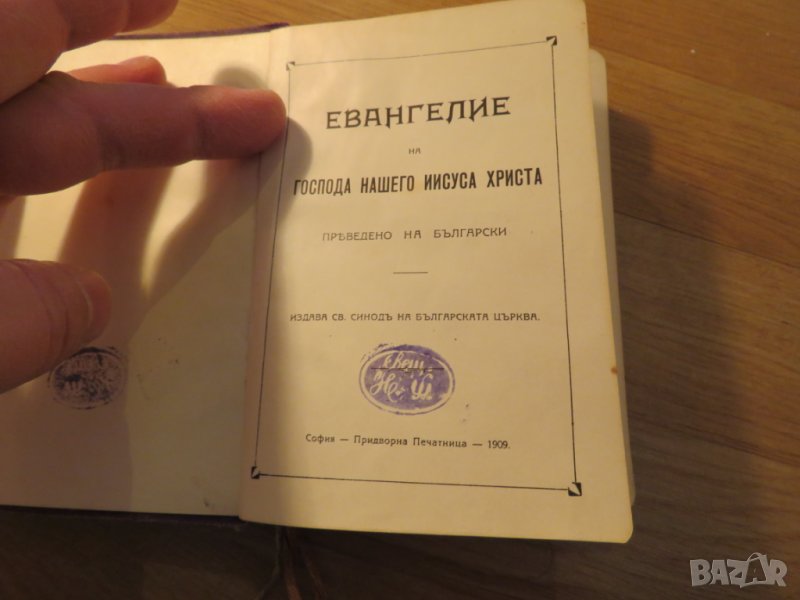 ЕВАНГЕЛИЕ
НА
ГОСПОДА НАШЕГО ИИСУСА ХРИСТА
ПРѢВЕДЕНО НА БЪЛГАРСКИ
ИЗДАВА СВ. СИНОДЪ НА БЪЛГАРСКАТА ЦЪРКВА.
София — Придворна Печатница — 1909.
BAZAR